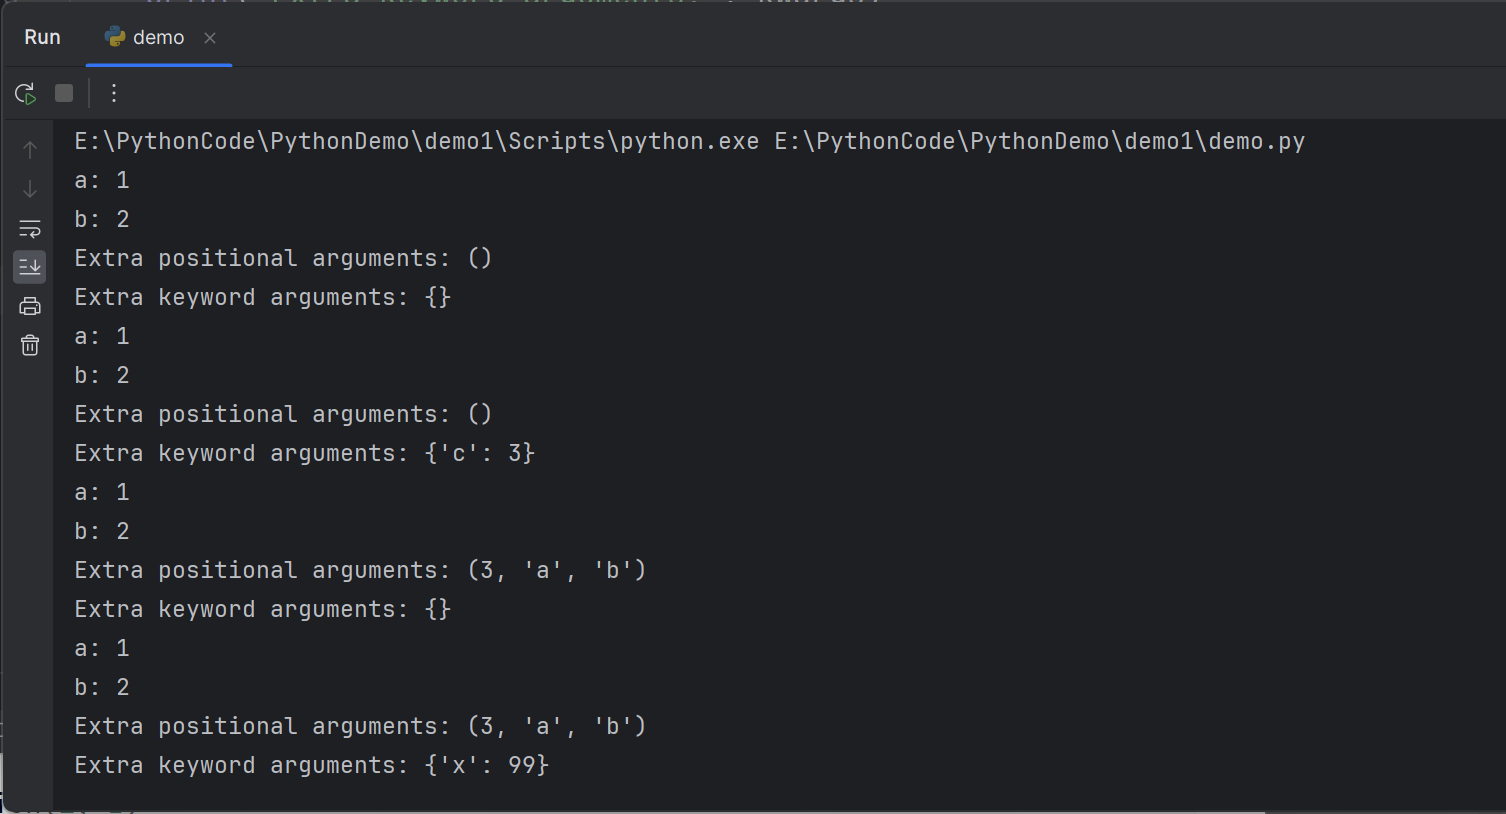 Run
demo
E:\PythonCode\PythonDemo\demo1\Scripts\python.exe E:\PythonCode\PythonDemo\demo1\demo.py
a: 1
b: 2
Extra positional arguments: ()
Extra keyword arguments: {}
a: 1
b: 2
Extra positional arguments: ()
Extra keyword arguments: {'c': 3}
a: 1
b: 2
Extra positional arguments: (3, 'a', 'b')
Extra keyword arguments: {}
a: 1
b: 2
Extra positional arguments: (3, 'a', 'b')
Extra keyword arguments: {'x': 99}